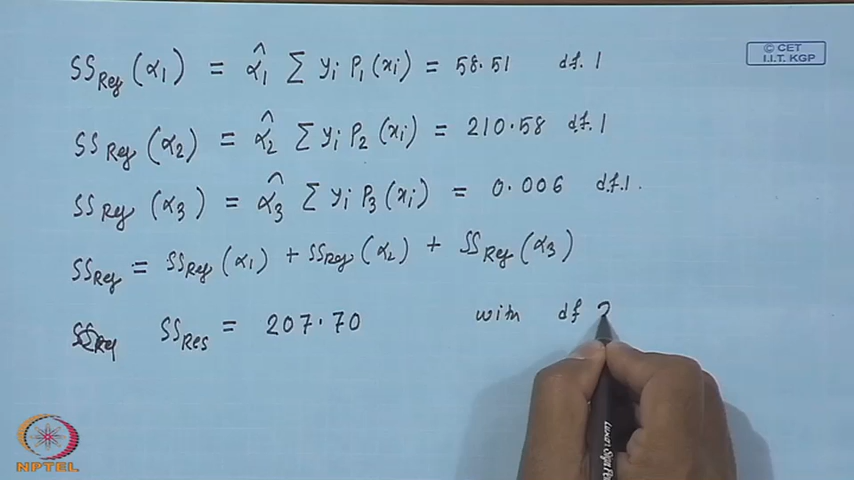 SS_Reg (α₁) = α̂₁ Σ yᵢ P₁(xᵢ) = 58.51 d.f. 1
© CET
I.I.T. KGP
SS_Reg (α₂) = α̂₂ Σ yᵢ P₂ (xᵢ) = 210.58 d.f. 1
SS_Reg (α₃) = α̂₃ Σ yᵢ P₃(xᵢ) = 0.006 d.f. 1.
SS_Reg = SS_Reg (α₁) + SS_Reg (α₂) + SS_Reg (α₃)
SS_Res = 207.70 with df
NPTEL